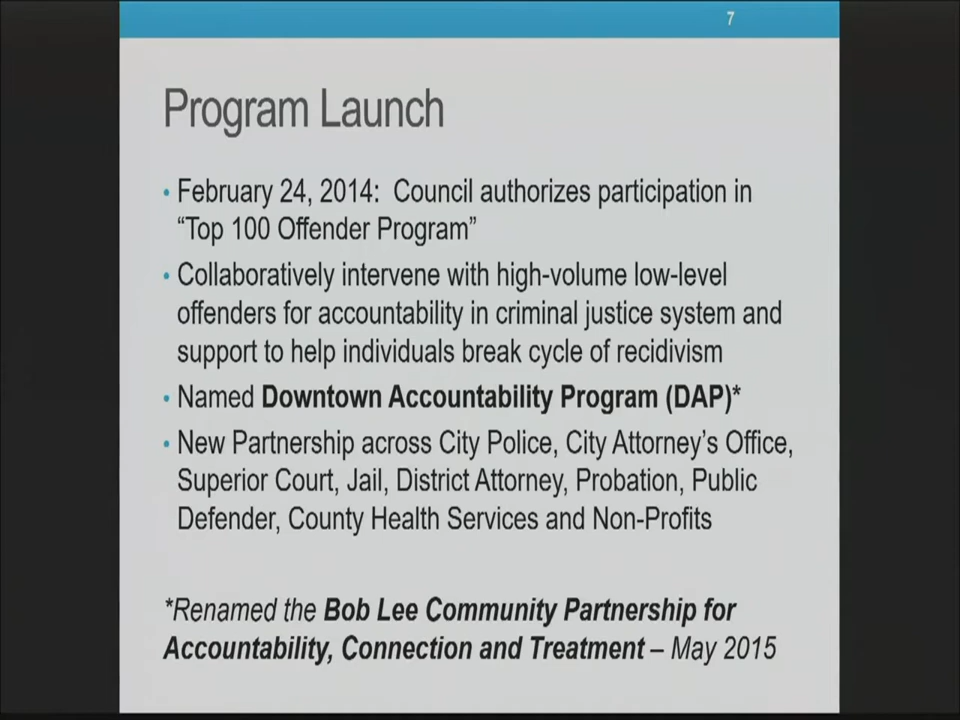 7
Program Launch
• February 24, 2014:  Council authorizes participation in
“Top 100 Offender Program”
• Collaboratively intervene with high-volume low-level
offenders for accountability in criminal justice system and
support to help individuals break cycle of recidivism
• Named Downtown Accountability Program (DAP)*
• New Partnership across City Police, City Attorney’s Office,
Superior Court, Jail, District Attorney, Probation, Public
Defender, County Health Services and Non-Profits
*Renamed the Bob Lee Community Partnership for
Accountability, Connection and Treatment – May 2015